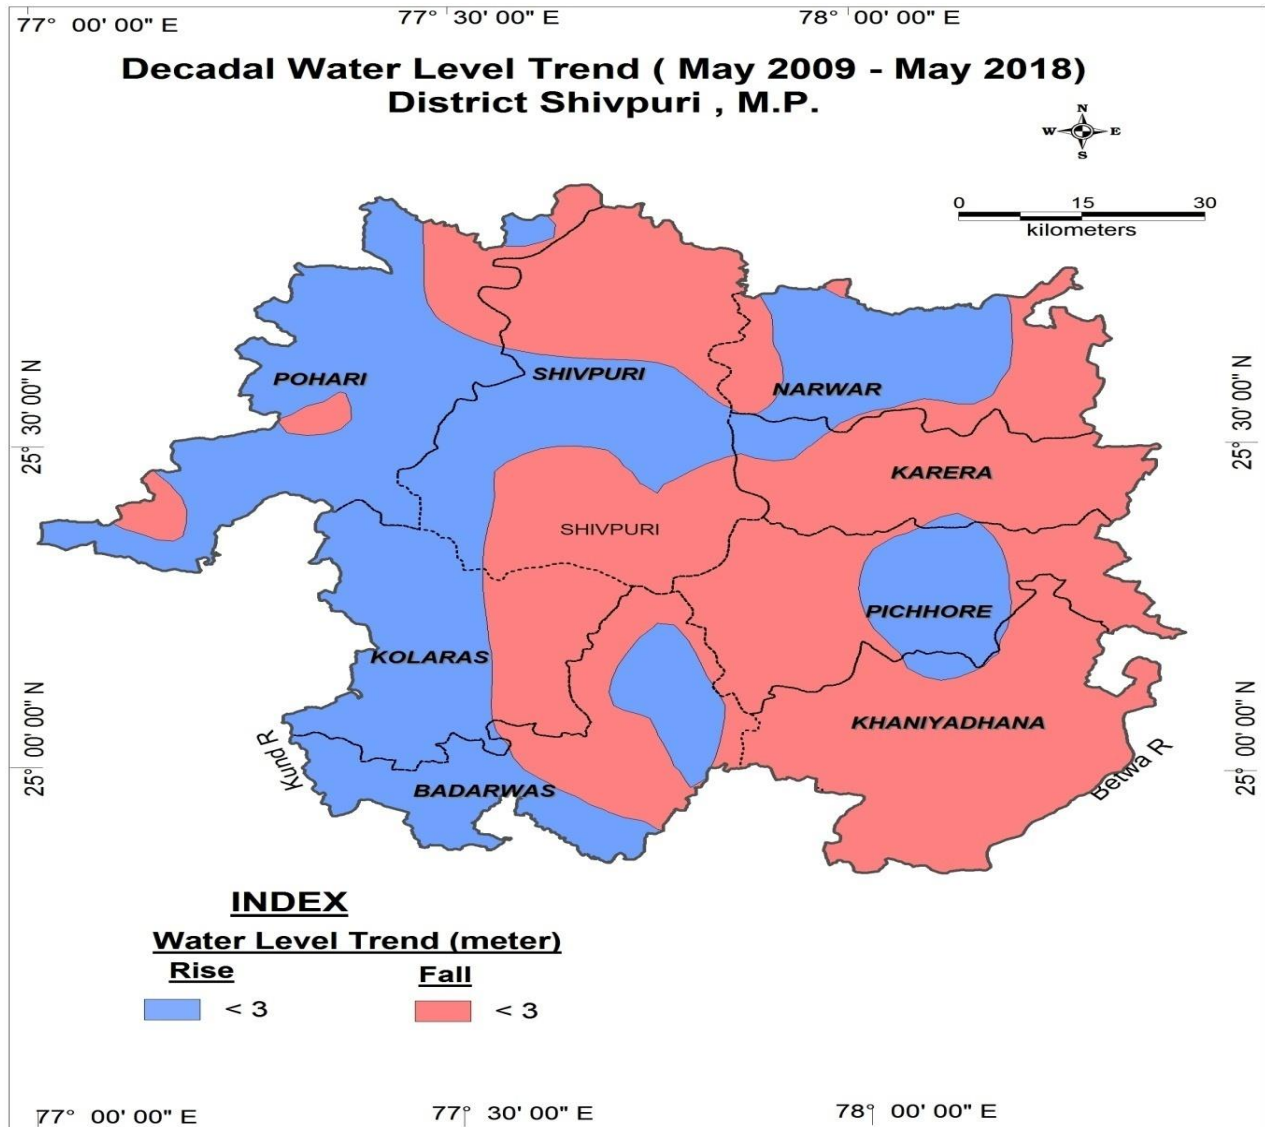 77° 00' 00" E
77° 30' 00" E
78° 00' 00" E
Decadal Water Level Trend ( May 2009 - May 2018)
District Shivpuri , M.P.
N
W E
S
0 15 30
kilometers
25° 30' 00" N
25° 30' 00" N
POHARI
SHIVPURI
NARWAR
KARERA
SHIVPURI
PICHHORE
KOLARAS
KHANIYADHANA
25° 00' 00" N
25° 00' 00" N
Kund R
Betwa R
BADARWAS
INDEX
Water Level Trend (meter)
Rise Fall
< 3 < 3
77° 00' 00" E
77° 30' 00" E
78° 00' 00" E